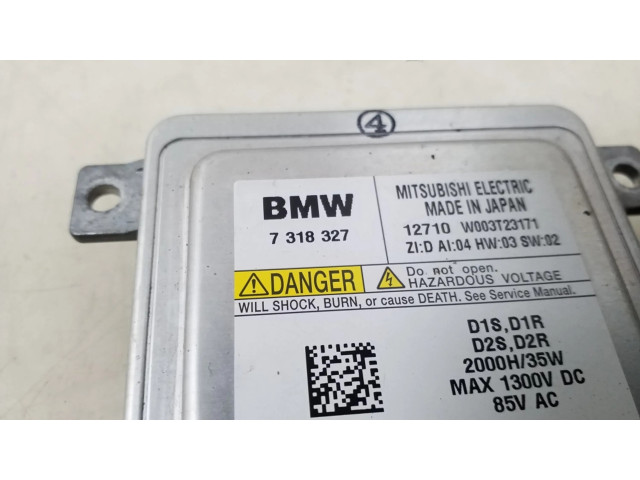 ④
BMW
7 318 327
MITSUBISHI ELECTRIC
MADE IN JAPAN
12710 W003T23171
ZI:D AI:04 HW:03 SW:02
DANGER
Do not open.
HAZARDOUS VOLTAGE
WILL SHOCK, BURN, or cause DEATH. See Service Manual.
D1S,D1R
D2S,D2R
2000H/35W
MAX 1300V DC
85V AC